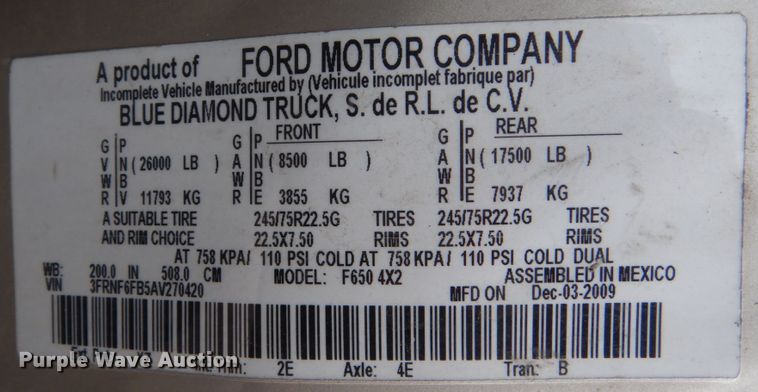 A product of FORD MOTOR COMPANY
Incomplete Vehicle Manufactured by (Vehicule incomplet fabrique par)
BLUE DIAMOND TRUCK, S. de R.L. de C.V.
FRONT REAR
G P G P G P
V N ( 26000 LB ) A N ( 8500 LB ) A N ( 17500 LB )
W B W B W B
R V 11793 KG R E 3855 KG R E 7937 KG
A SUITABLE TIRE 245/75R22.5G TIRES 245/75R22.5G TIRES
AND RIM CHOICE 22.5X7.50 RIMS 22.5X7.50 RIMS
AT 758 KPA/ 110 PSI COLD AT 758 KPA/ 110 PSI COLD DUAL
WB: 200.0 IN 508.0 CM MODEL: F650 4X2 ASSEMBLED IN MEXICO
VIN 3FRNF6FB5AV270420 MFD ON Dec-03-2009
2E Axle: 4E Tran: B
Purple Wave Auction